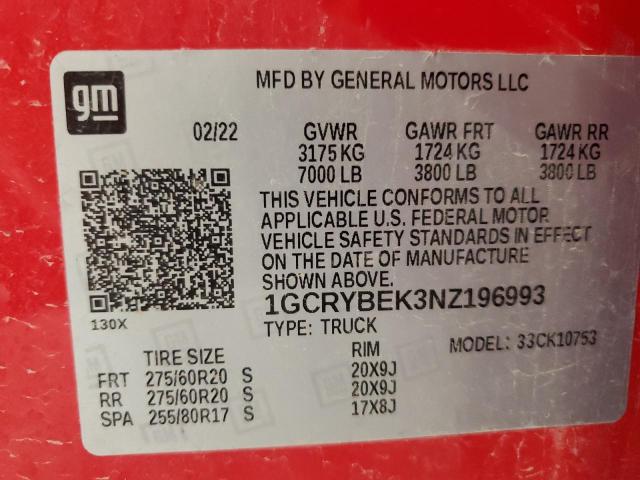 gm
MFD BY GENERAL MOTORS LLC
02/22 GVWR GAWR FRT GAWR RR
3175 KG 1724 KG 1724 KG
7000 LB 3800 LB 3800 LB
THIS VEHICLE CONFORMS TO ALL
APPLICABLE U.S. FEDERAL MOTOR
VEHICLE SAFETY STANDARDS IN EFFECT
ON THE DATE OF MANUFACTURE
SHOWN ABOVE.
1GCRYBEK3NZ196993
130X
TYPE: TRUCK
MODEL: 33CK10753
TIRE SIZE RIM
FRT 275/60R20 S 20X9J
RR 275/60R20 S 20X9J
SPA 255/80R17 S 17X8J